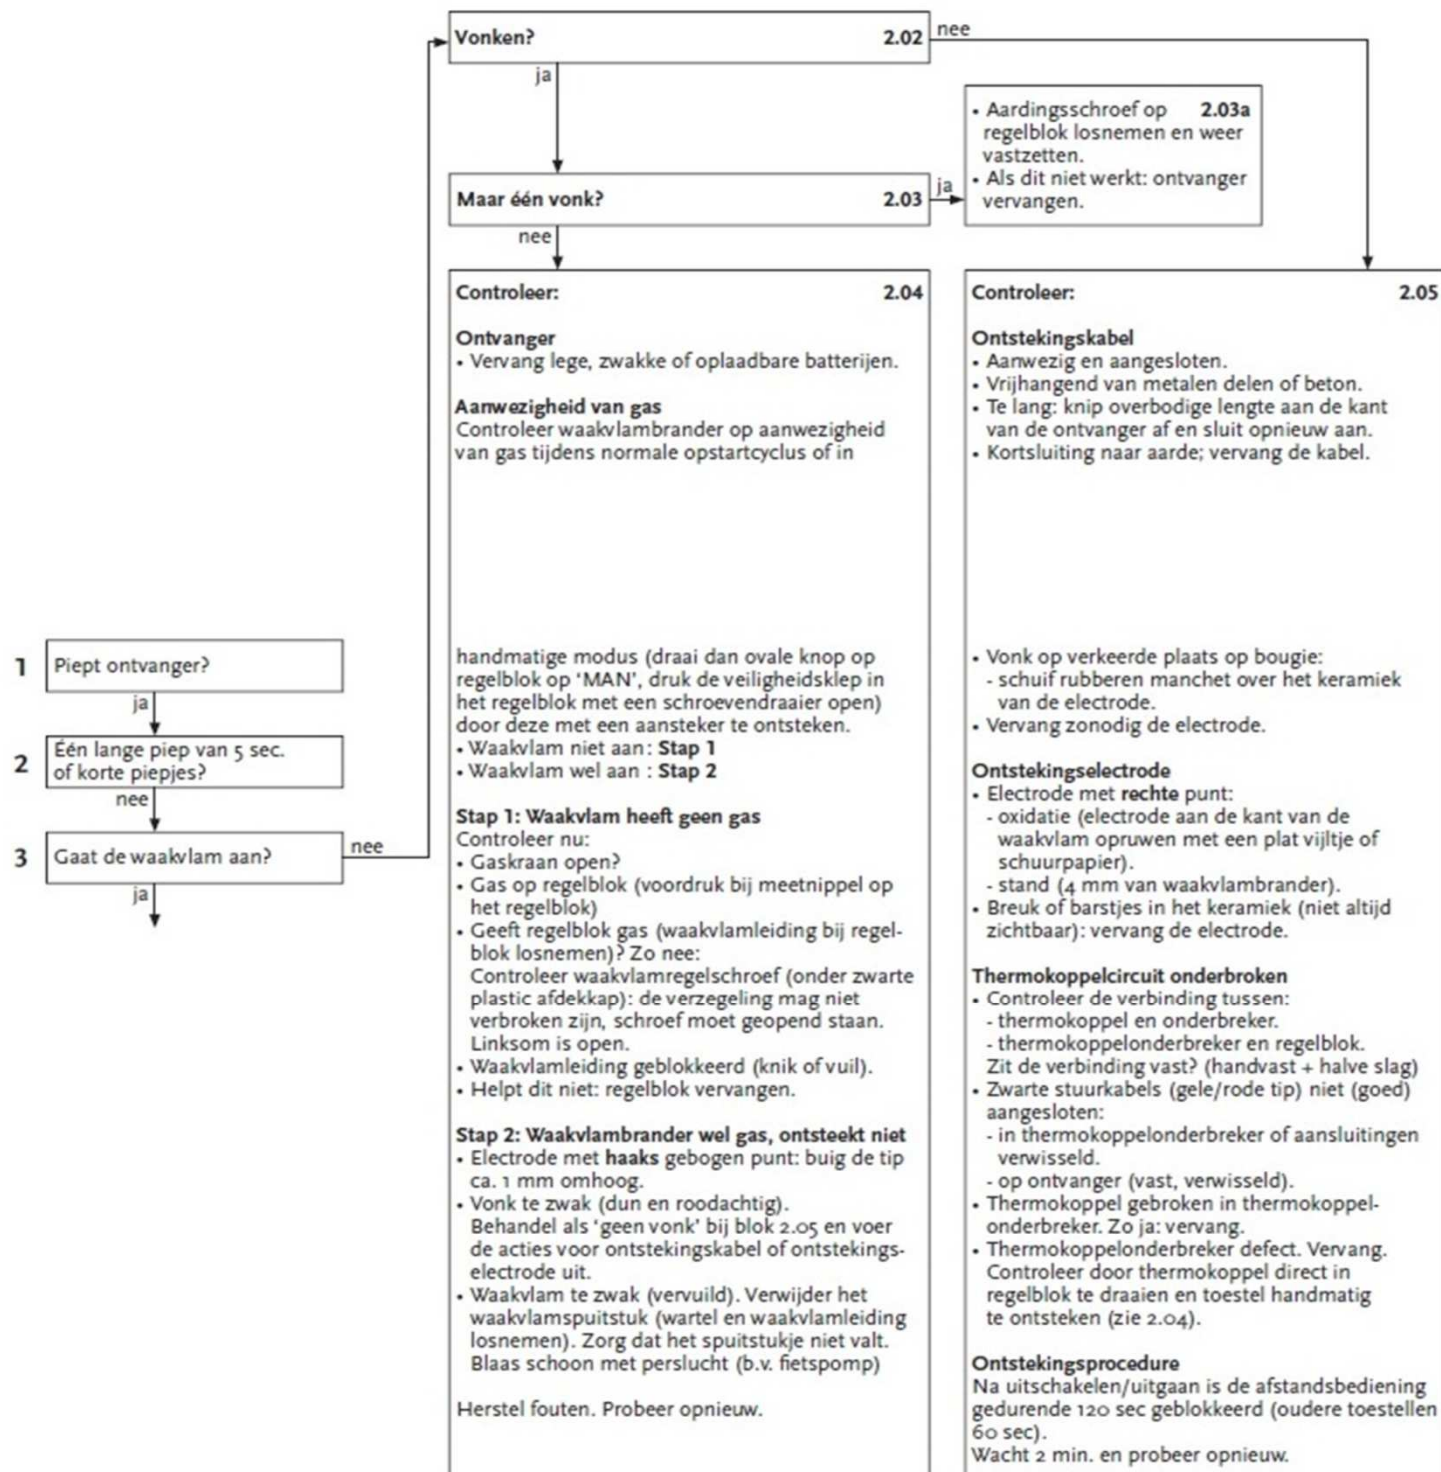 Vonken? 2.02
nee
ja
• Aardingsschroef op 2.03a
regelblok losnemen en weer
vastzetten.
• Als dit niet werkt: ontvanger
vervangen.
Maar één vonk? 2.03
ja
nee
Controleer: 2.04
Ontvanger
• Vervang lege, zwakke of oplaadbare batterijen.
Aanwezigheid van gas
Controleer waakvlambrander op aanwezigheid
van gas tijdens normale opstartcyclus of in
handmatige modus (draai dan ovale knop op
regelblok op ‘MAN’, druk de veiligheidsklep in
het regelblok met een schroevendraaier open)
door deze met een aansteker te ontsteken.
• Waakvlam niet aan: Stap 1
• Waakvlam wel aan : Stap 2
Stap 1: Waakvlam heeft geen gas
Controleer nu:
• Gaskraan open?
• Gas op regelblok (voordruk bij meetnippel op
het regelblok)
• Geeft regelblok gas (waakvlamleiding bij regel-
blok losnemen)? Zo nee:
Controleer waakvlamregelschroef (onder zwarte
plastic afdekkap): de verzegeling mag niet
verbroken zijn, schroef moet geopend staan.
Linksom is open.
• Waakvlamleiding geblokkeerd (knik of vuil).
• Helpt dit niet: regelblok vervangen.
Stap 2: Waakvlambrander wel gas, ontsteekt niet
• Electrode met haaks gebogen punt: buig de tip
ca. 1 mm omhoog.
• Vonk te zwak (dun en roodachtig).
Behandel als ‘geen vonk’ bij blok 2.05 en voer
de acties voor ontstekingskabel of ontstekings-
electrode uit.
• Waakvlam te zwak (vervuild). Verwijder het
waakvlamspuitstuk (wartel en waakvlamleiding
losnemen). Zorg dat het spuitstukje niet valt.
Blaas schoon met perslucht (b.v. fietspomp)
Herstel fouten. Probeer opnieuw.
Controleer: 2.05
Ontstekingskabel
• Aanwezig en aangesloten.
• Vrijhangend van metalen delen of beton.
• Te lang: knip overbodige lengte aan de kant
van de ontvanger af en sluit opnieuw aan.
• Kortsluiting naar aarde; vervang de kabel.
• Vonk op verkeerde plaats op bougie:
- schuif rubberen manchet over het keramiek
van de electrode.
• Vervang zonodig de electrode.
Ontstekingselectrode
• Electrode met rechte punt:
- oxidatie (electrode aan de kant van de
waakvlam opruwen met een plat vijltje of
schuurpapier).
- stand (4 mm van waakvlambrander).
• Breuk of barstjes in het keramiek (niet altijd
zichtbaar): vervang de electrode.
Thermokoppelcircuit onderbroken
• Controleer de verbinding tussen:
- thermokoppel en onderbreker.
- thermokoppelonderbreker en regelblok.
Zit de verbinding vast? (handvast + halve slag)
• Zwarte stuurkabels (gele/rode tip) niet (goed)
aangesloten:
- in thermokoppelonderbreker of aansluitingen
verwisseld.
- op ontvanger (vast, verwisseld).
• Thermokoppel gebroken in thermokoppel-
onderbreker. Zo ja: vervang.
• Thermokoppelonderbreker defect. Vervang.
Controleer door thermokoppel direct in
regelblok te draaien en toestel handmatig
te ontsteken (zie 2.04).
Ontstekingsprocedure
Na uitschakelen/uitgaan is de afstandsbediening
gedurende 120 sec geblokkeerd (oudere toestellen
60 sec).
Wacht 2 min. en probeer opnieuw.
1 Piept ontvanger?
ja
2 Één lange piep van 5 sec.
of korte piepjes?
nee
3 Gaat de waakvlam aan?
nee
ja